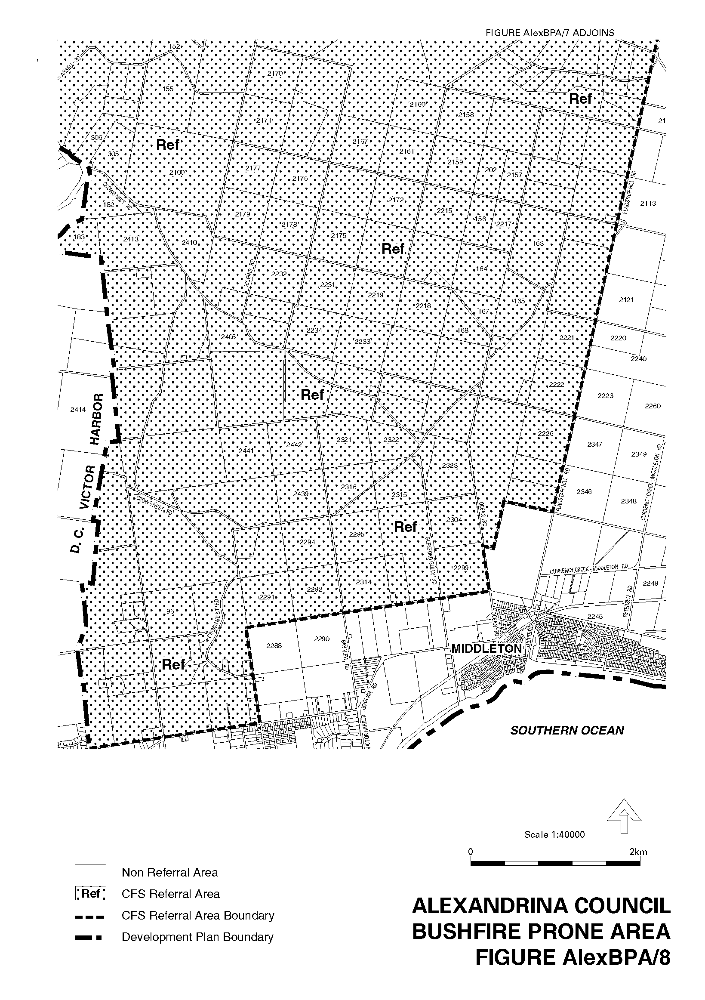 FIGURE AlexBPA/7 ADJOINS
152
ANSELL RD
2170
155
Ref
2160
2158
2171
21
306
2167
Ref
2161
305
2159
2177
202
2100
2157
2176
FLAGSTAFF HILL RD
CROWS NEST RD
2172
182
2113
2215
2179
156
2178
2217
2175
183
2413
2410
163
Ref
HIGGINS RD
164
2232
2231
2219
2121
165
2218
167
2234
168
2405
2221
2220
2233
2240
2222
Ref
2223
2260
2414
HARBOR
2226
2321
2322
2442
2347
2441
2349
CURRENCY CREEK - MIDDLETON RD
2323
VICTOR
FLAGSTAFF HILL RD
2316
2346
2439
2315
2348
CROWS NEST RD
OCEAN RD
2304
Ref
2295
D. C.
2294
GLENFORD GULLY RD
2299
CURRENCY CREEK - MIDDLETON RD
2314
2249
2292
2291
PETERSEN RD
96
CROWS NEST RD
2245
OCEAN RD
2290
2288
MIDDLETON
BAY VIEW RD
Ref
VICTOR HARBOR - GOOLWA RD
SOUTHERN OCEAN
Scale 1:40000
0 2km
Non Referral Area
Ref CFS Referral Area
CFS Referral Area Boundary
Development Plan Boundary
ALEXANDRINA COUNCIL
BUSHFIRE PRONE AREA
FIGURE AlexBPA/8